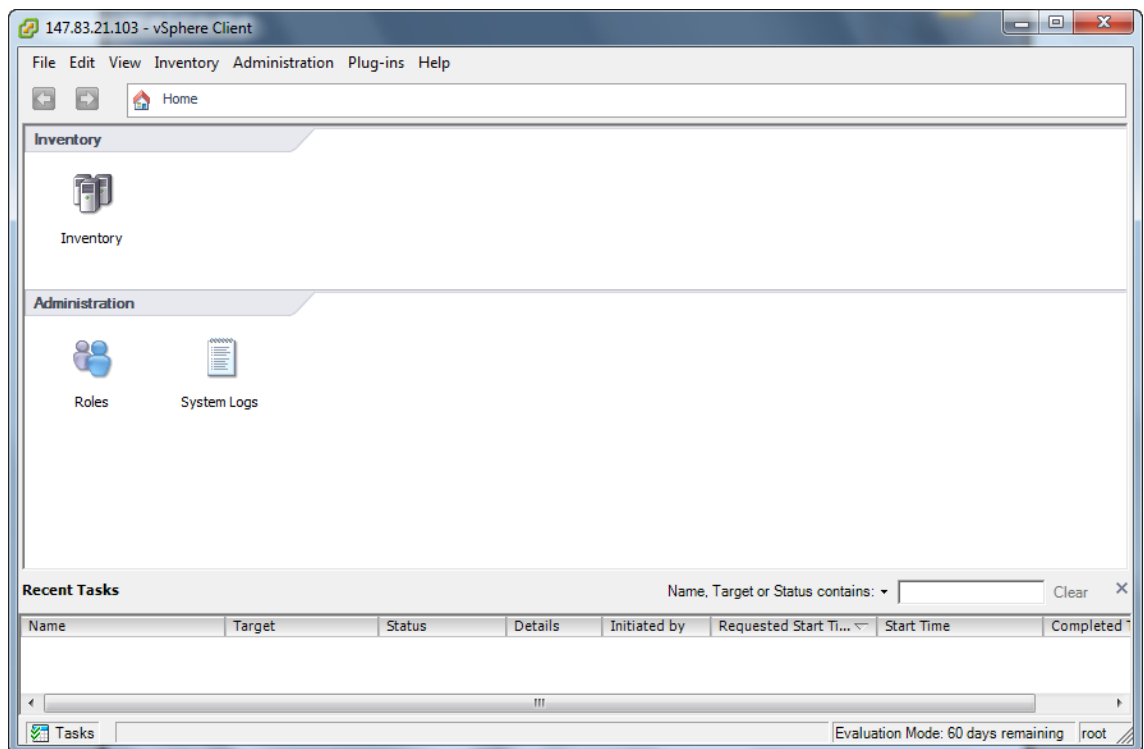 147.83.21.103 - vSphere Client
File Edit View Inventory Administration Plug-ins Help
Home
Inventory
Inventory
Administration
Roles System Logs
Recent Tasks Name, Target or Status contains: Clear
Name Target Status Details Initiated by Requested Start Ti... Start Time Completed T
Tasks Evaluation Mode: 60 days remaining root